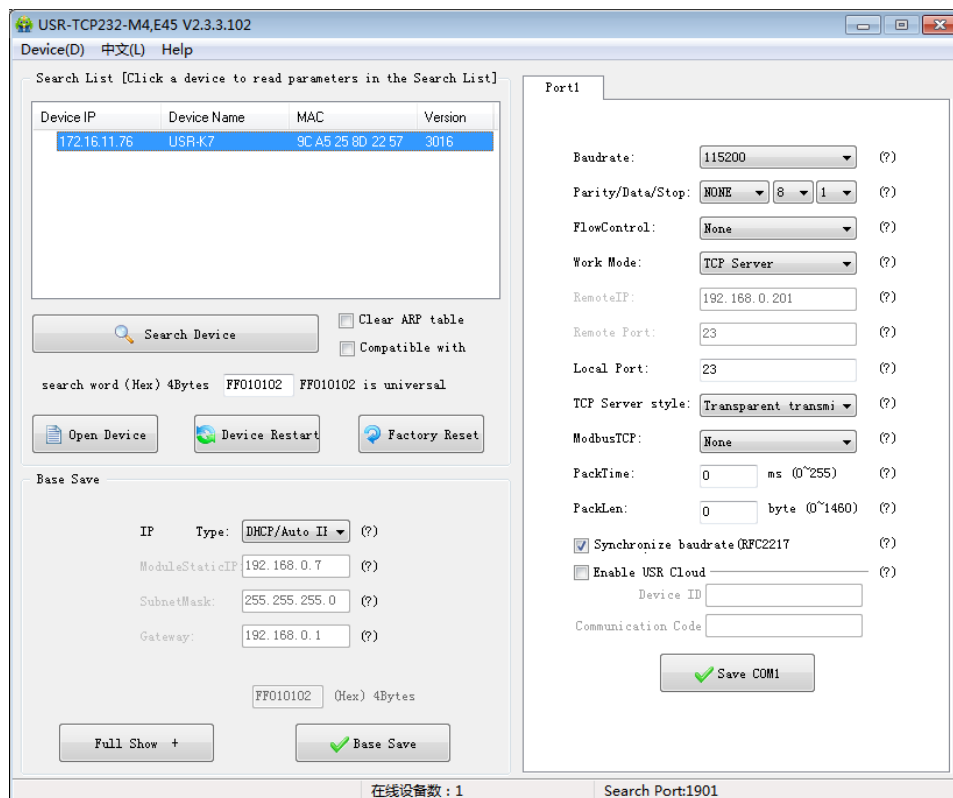 USR-TCP232-M4,E45 V2.3.3.102
Device(D) 中文(L) Help
Search List [Click a device to read parameters in the Search List]
Device IP Device Name MAC Version
172.16.11.76 USR-K7 9C A5 25 8D 22 57 3016
Search Device
Clear ARP table
Compatible with
search word (Hex) 4Bytes FF010102 FF010102 is universal
Open Device Device Restart Factory Reset
Base Save
IP Type: DHCP/Auto II (?)
ModuleStaticIP: 192.168.0.7 (?)
SubnetMask: 255.255.255.0 (?)
Gateway: 192.168.0.1 (?)
FF010102 (Hex) 4Bytes
Full Show + Base Save
Port1
Baudrate: 115200 (?)
Parity/Data/Stop: NONE 8 1 (?)
FlowControl: None (?)
Work Mode: TCP Server (?)
RemoteIP: 192.168.0.201 (?)
Remote Port: 23 (?)
Local Port: 23 (?)
TCP Server style: Transparent transmi (?)
ModbusTCP: None (?)
PackTime: 0 ms (0~255) (?)
PackLen: 0 byte (0~1460) (?)
Synchronize baudrate(RFC2217 (?)
Enable USR Cloud (?)
Device ID
Communication Code
Save COM1
在线设备数：1 Search Port:1901